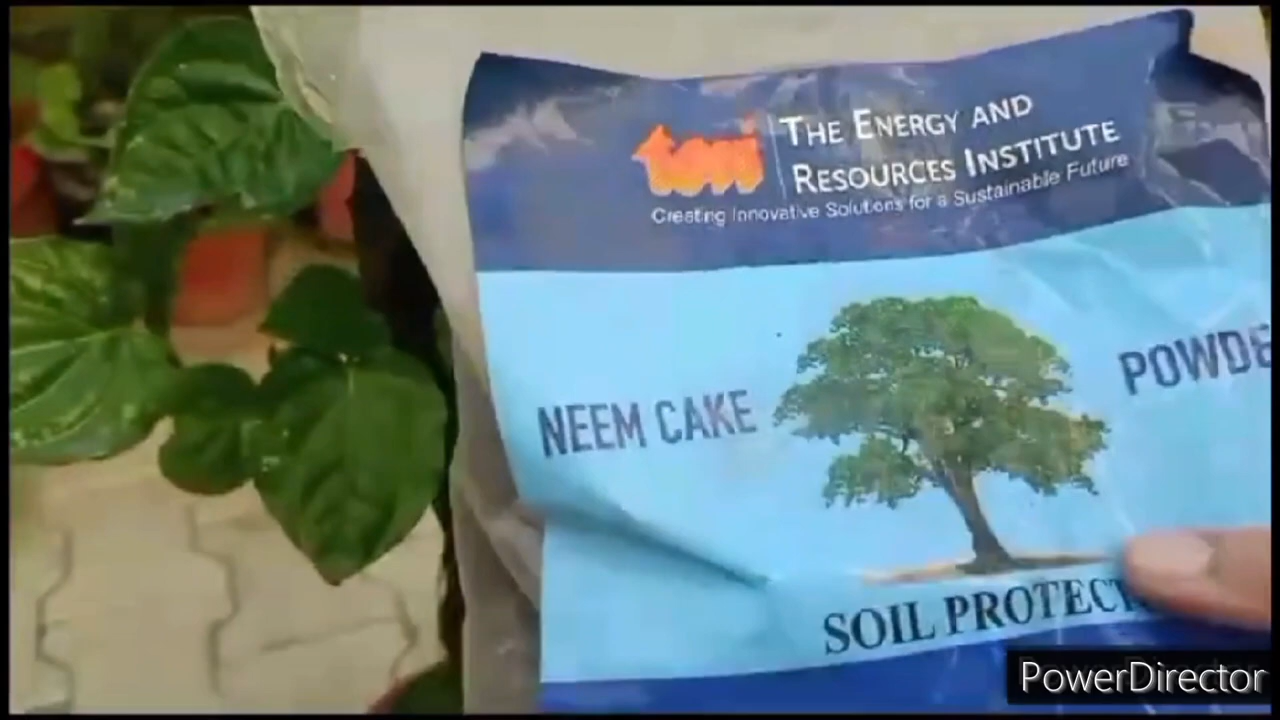 teri
THE ENERGY AND
RESOURCES INSTITUTE
Creating Innovative Solutions for a Sustainable Future
NEEM CAKE
POWDE
SOIL PROTECT
PowerDirector